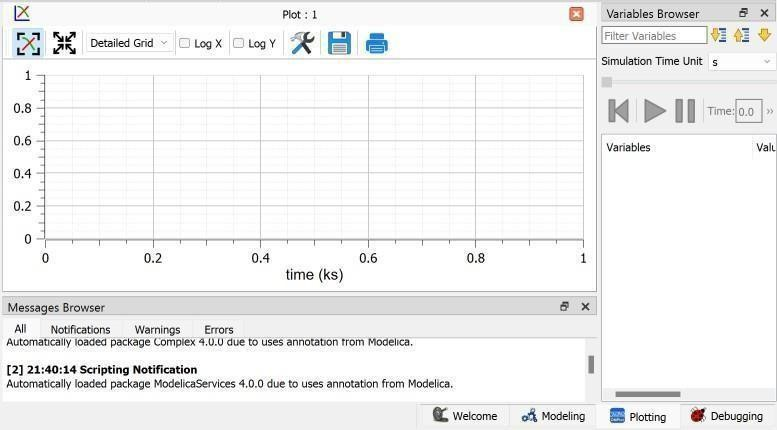 Plot : 1
Detailed Grid
Log X
Log Y
1
0.8
0.6
0.4
0.2
0
0
0.2
0.4
0.6
0.8
1
time (ks)
Variables Browser
Filter Variables
Simulation Time Unit
s
Time:
0.0
Variables
Valu
Messages Browser
All
Notifications
Warnings
Errors
Automatically loaded package Complex 4.0.0 due to uses annotation from Modelica.
[2] 21:40:14 Scripting Notification
Automatically loaded package ModelicaServices 4.0.0 due to uses annotation from Modelica.
Welcome
Modeling
Plotting
Debugging